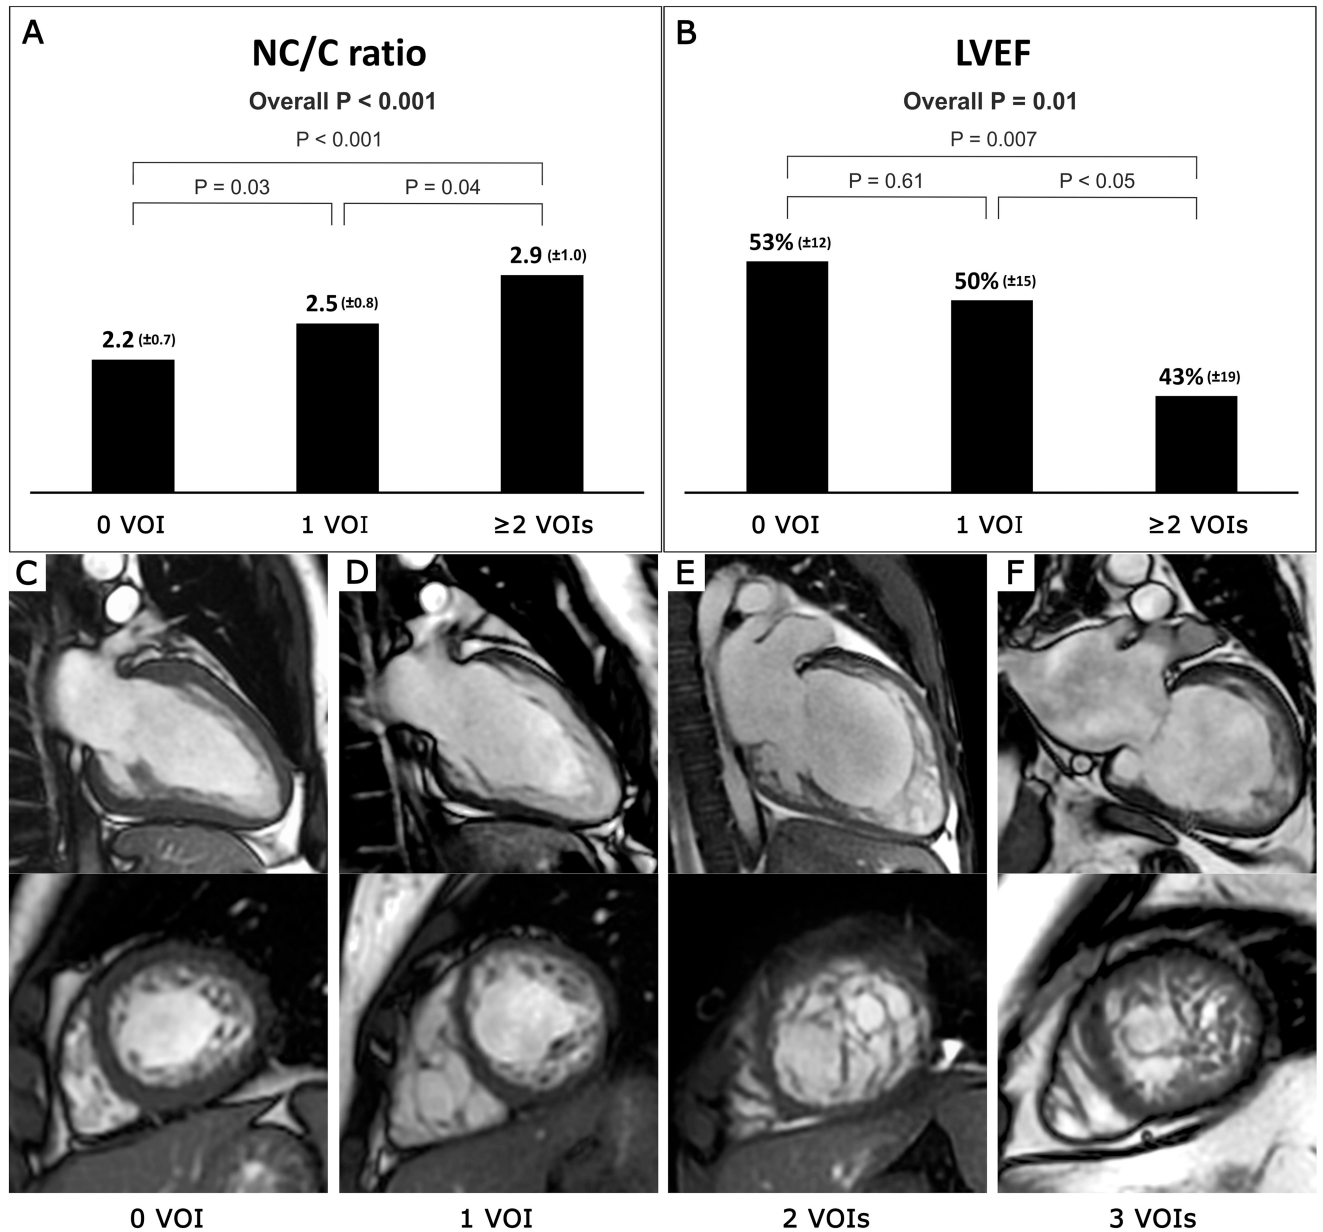 A
NC/C ratio
Overall P < 0.001
P < 0.001
P = 0.03
P = 0.04
2.2 (±0.7)
2.5 (±0.8)
2.9 (±1.0)
0 VOI
1 VOI
≥2 VOIs
B
LVEF
Overall P = 0.01
P = 0.007
P = 0.61
P < 0.05
53% (±12)
50% (±15)
43% (±19)
0 VOI
1 VOI
≥2 VOIs
C
D
E
F
0 VOI
1 VOI
2 VOIs
3 VOIs